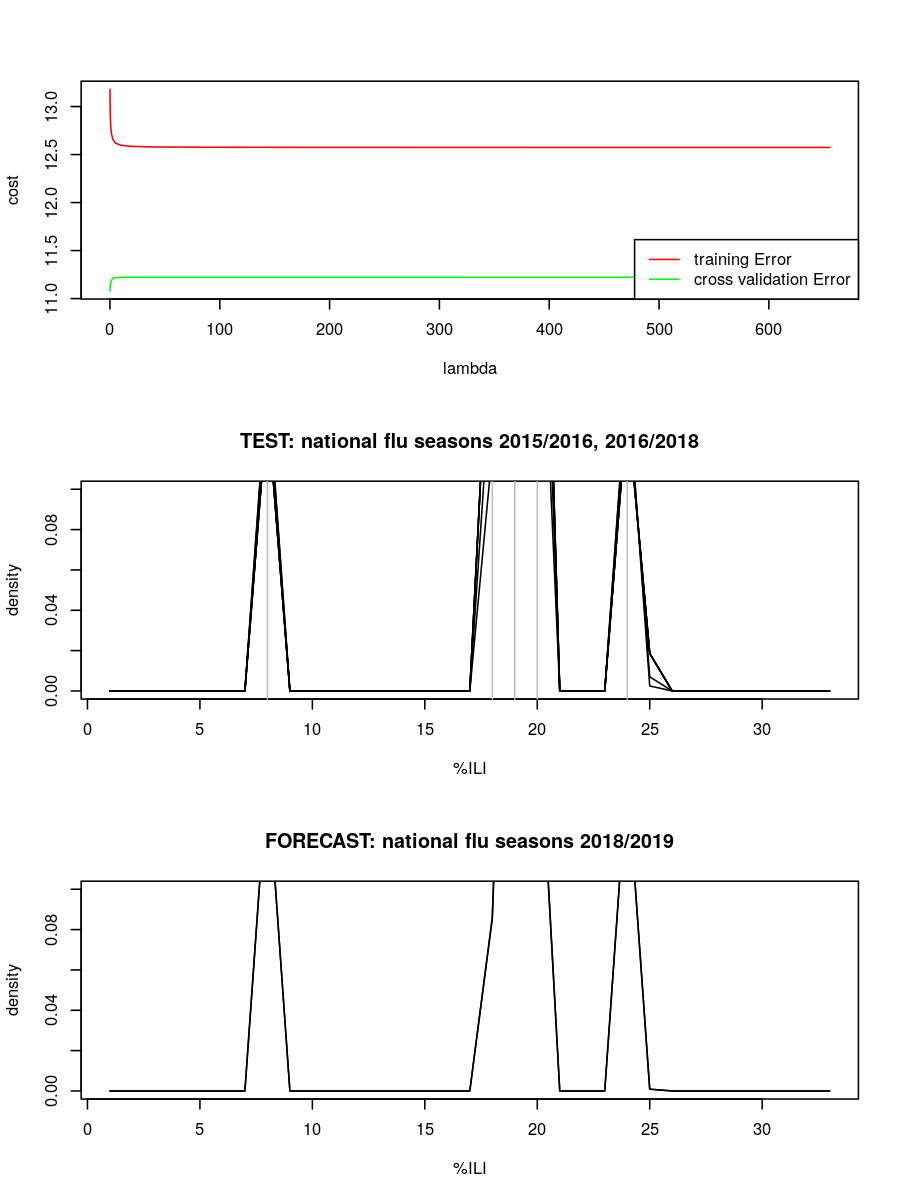 cost
13.0
12.5
12.0
11.5
11.0
training Error
cross validation Error
0 100 200 300 400 500 600
lambda
TEST: national flu seasons 2015/2016, 2016/2018
density
0.08
0.04
0.00
0 5 10 15 20 25 30
%ILI
FORECAST: national flu seasons 2018/2019
density
0.08
0.04
0.00
0 5 10 15 20 25 30
%ILI